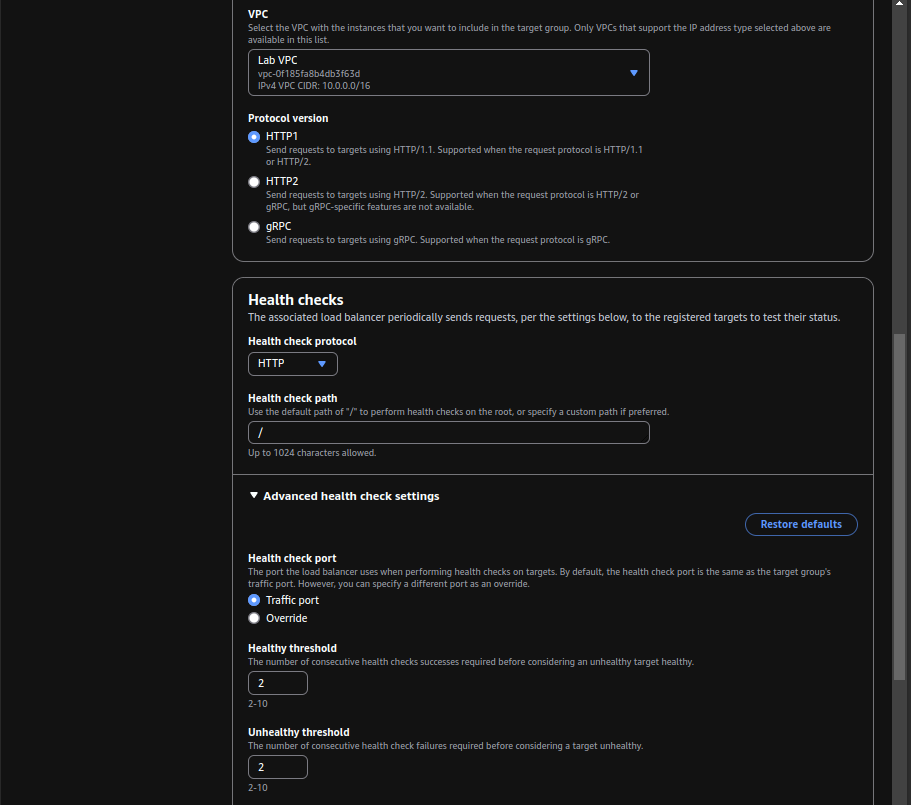 VPC
Select the VPC with the instances that you want to include in the target group. Only VPCs that support the IP address type selected above are
available in this list.
Lab VPC
vpc-0f185fa8b4db3f63d
IPv4 VPC CIDR: 10.0.0.0/16
Protocol version
HTTP1
Send requests to targets using HTTP/1.1. Supported when the request protocol is HTTP/1.1
or HTTP/2.
HTTP2
Send requests to targets using HTTP/2. Supported when the request protocol is HTTP/2 or
gRPC, but gRPC-specific features are not available.
gRPC
Send requests to targets using gRPC. Supported when the request protocol is gRPC.
Health checks
The associated load balancer periodically sends requests, per the settings below, to the registered targets to test their status.
Health check protocol
HTTP
Health check path
Use the default path of "/" to perform health checks on the root, or specify a custom path if preferred.
/
Up to 1024 characters allowed.
Advanced health check settings
Restore defaults
Health check port
The port the load balancer uses when performing health checks on targets. By default, the health check port is the same as the target group's
traffic port. However, you can specify a different port as an override.
Traffic port
Override
Healthy threshold
The number of consecutive health checks successes required before considering an unhealthy target healthy.
2
2-10
Unhealthy threshold
The number of consecutive health check failures required before considering a target unhealthy.
2
2-10